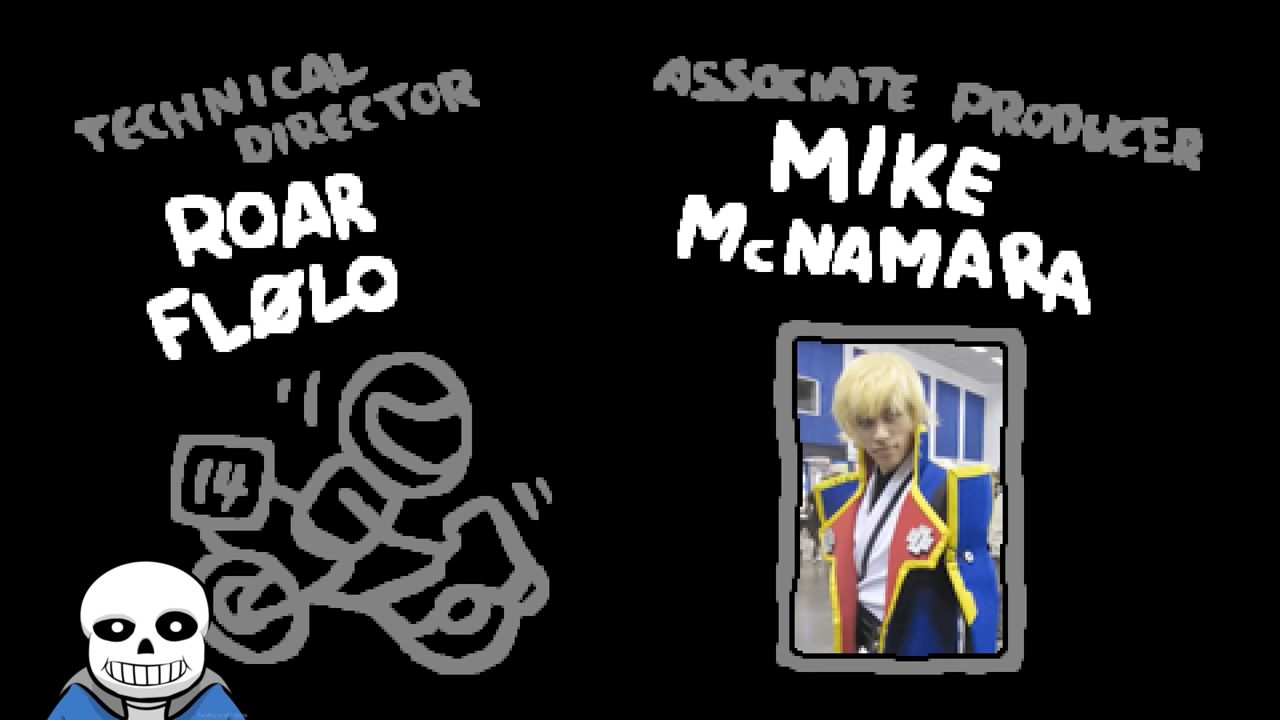 TECHNICAL
DIRECTOR
ROAR
FLØLO
14
ASSOCIATE PRODUCER
MIKE
McNAMARA